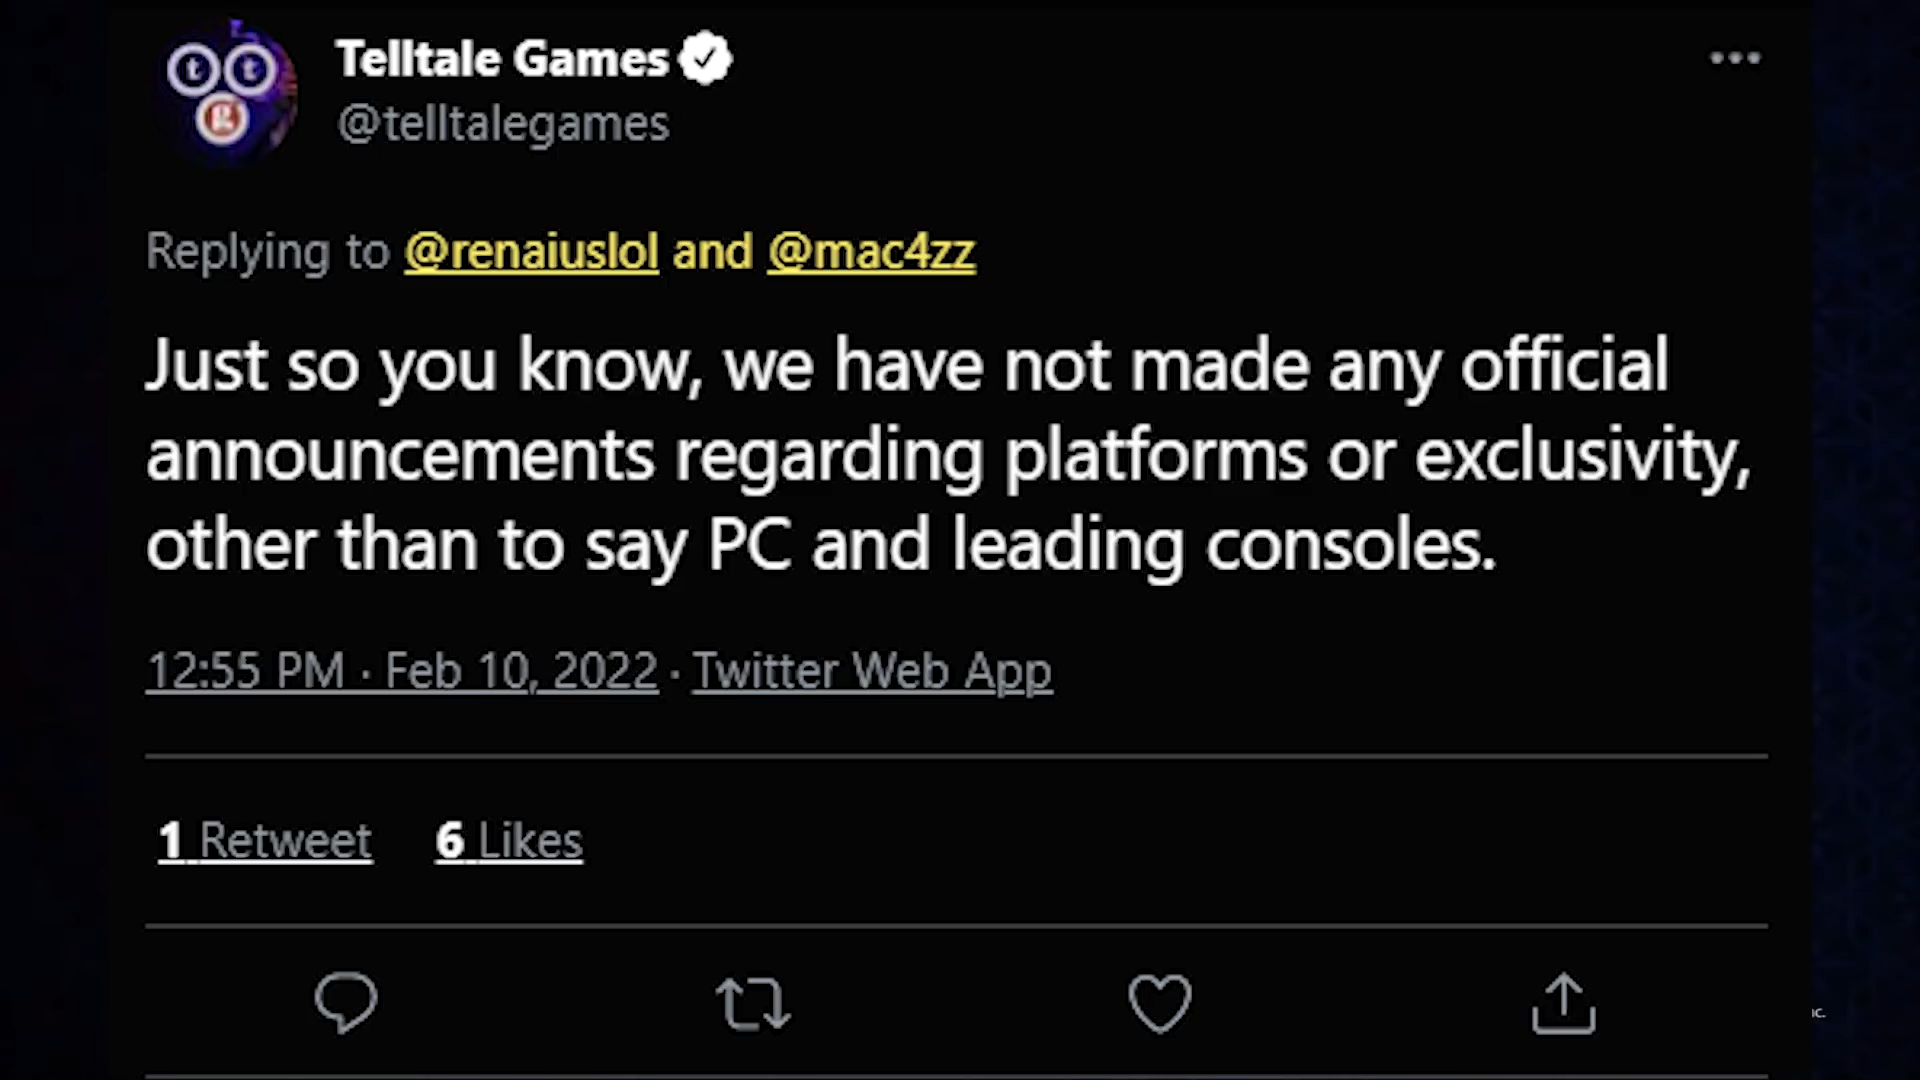 t t
g
Telltale Games
@telltalegames
Replying to @renaiuslol and @mac4zz
Just so you know, we have not made any official
announcements regarding platforms or exclusivity,
other than to say PC and leading consoles.
12:55 PM · Feb 10, 2022 · Twitter Web App
1 Retweet 6 Likes